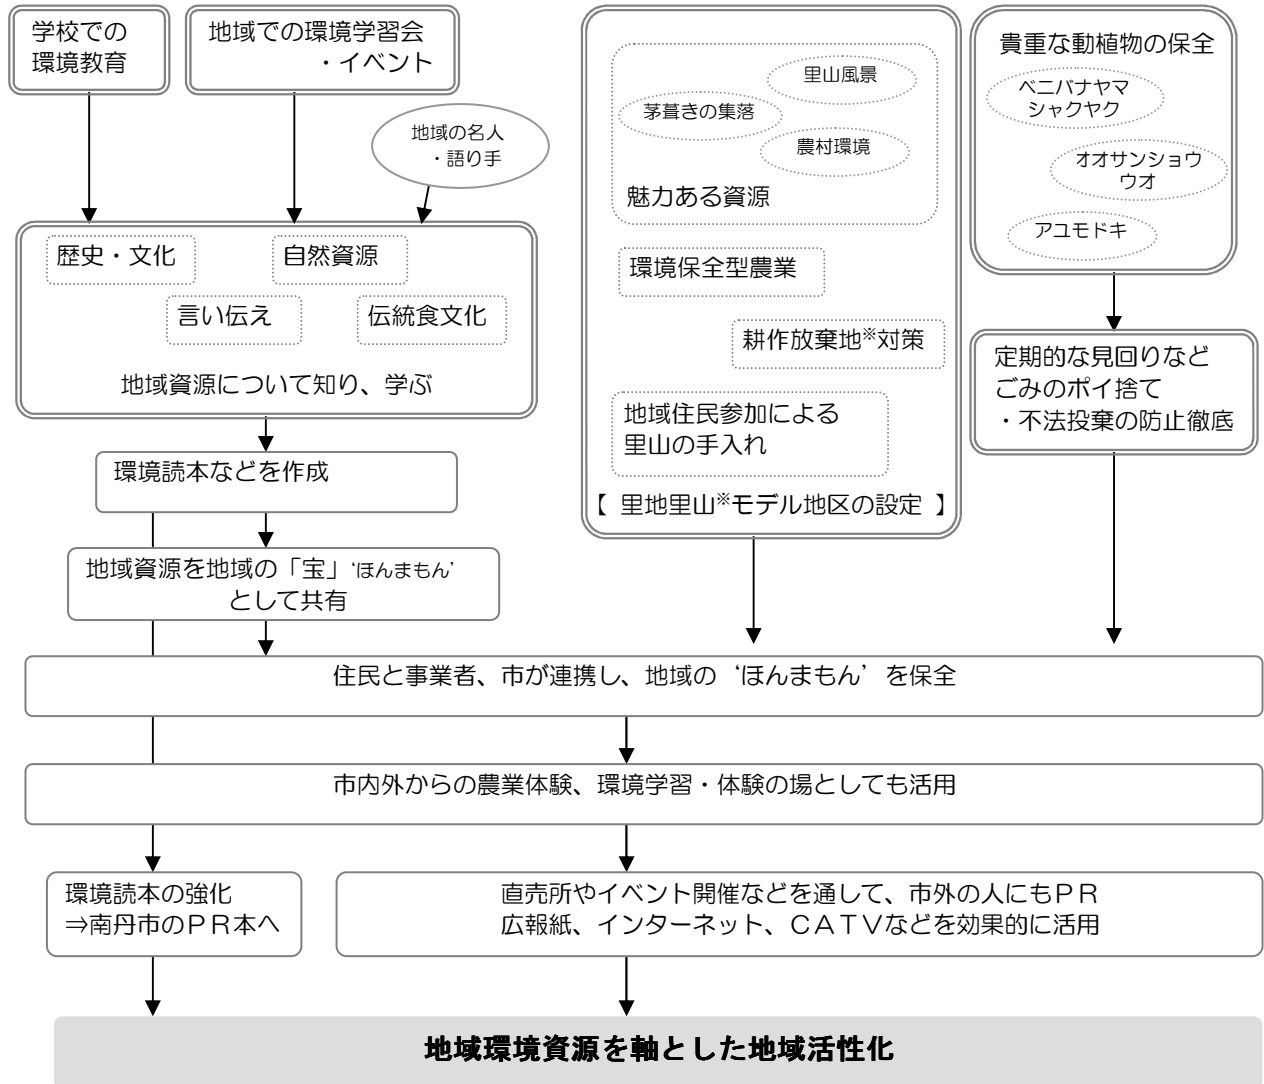 学校での
環境教育
地域での環境学習会
・イベント
地域の名人
・語り手
歴史・文化
自然資源
言い伝え
伝統食文化
地域資源について知り、学ぶ
環境読本などを作成
地域資源を地域の「宝」‘ほんまもん’
として共有
里山風景
茅葺きの集落
農村環境
魅力ある資源
環境保全型農業
耕作放棄地※対策
地域住民参加による
里山の手入れ
【 里地里山※モデル地区の設定 】
貴重な動植物の保全
ベニバナヤマ
シャクヤク
オオサンショウ
ウオ
アユモドキ
定期的な見回りなど
ごみのポイ捨て
・不法投棄の防止徹底
住民と事業者、市が連携し、地域の‘ほんまもん’を保全
市内外からの農業体験、環境学習・体験の場としても活用
環境読本の強化
⇒南丹市のPR本へ
直売所やイベント開催などを通して、市外の人にもPR
広報紙、インターネット、CATVなどを効果的に活用
地域環境資源を軸とした地域活性化